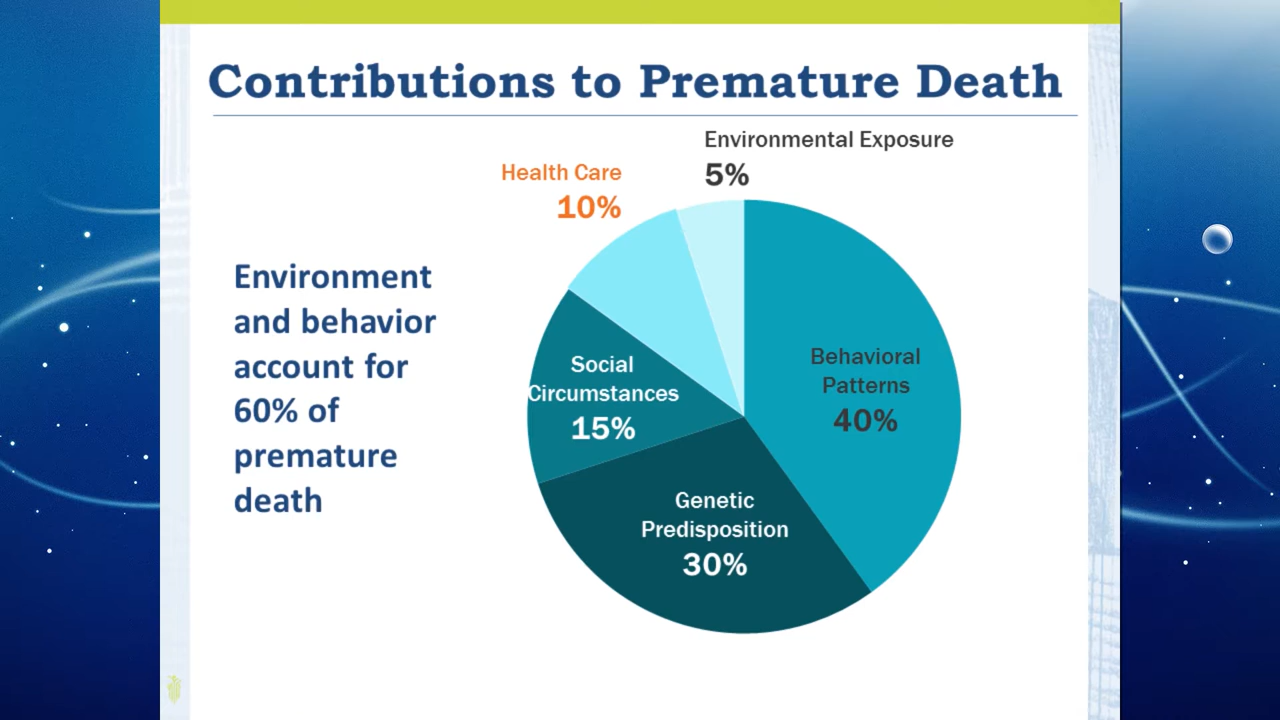 Contributions to Premature Death
Environmental Exposure
5%
Health Care
10%
Environment
and behavior
account for
60% of
premature
death
Behavioral
Patterns
40%
Social
Circumstances
15%
Genetic
Predisposition
30%